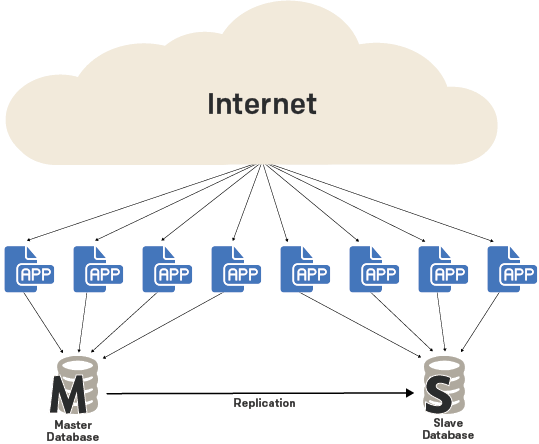 Internet
APP
APP
APP
APP
APP
APP
APP
APP
M
S
Replication
Master
Database
Slave
Database